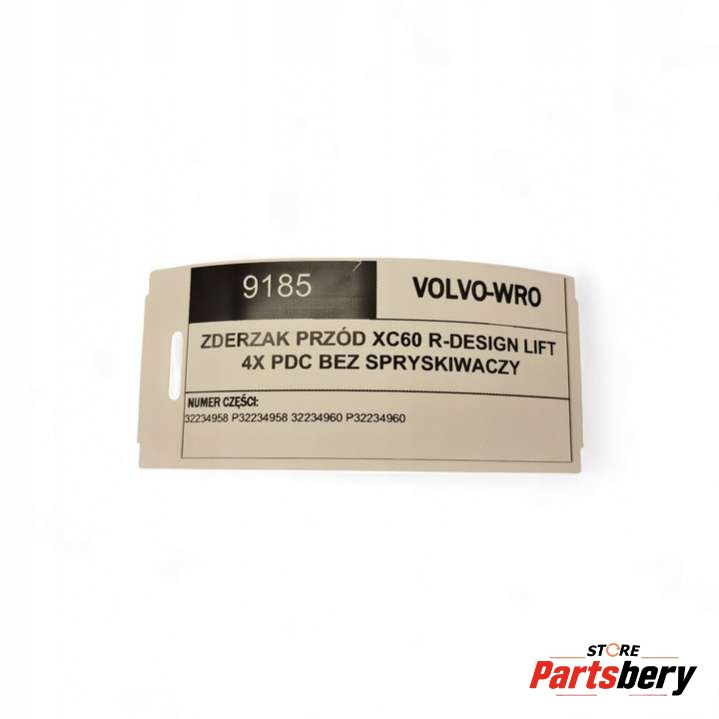 9185
VOLVO-WRO
ZDERZAK PRZÓD XC60 R-DESIGN LIFT
4X PDC BEZ SPRYSKIWACZY
NUMER CZĘŚCI:
32234958 P32234958 32234960 P32234960
STORE
Partsbery